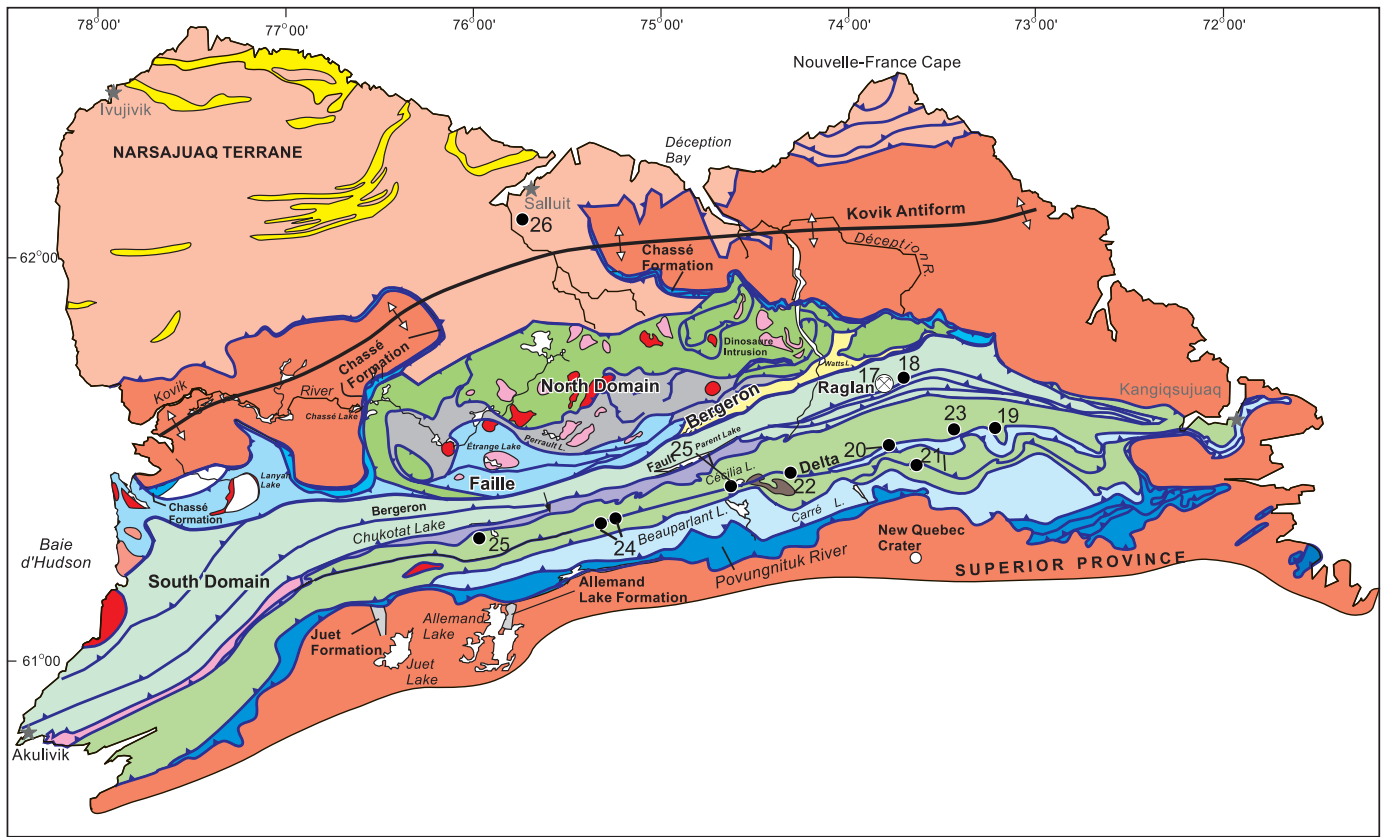 78°00'
77°00'
76°00'
75°00'
74°00'
73°00'
72°00'
Nouvelle-France Cape
Ivujivik
Déception
Bay
NARSAJUAQ TERRANE
Salluit
26
Kovik Antiform
Déception R.
62°00
Chassé
Formation
Chassé
Formation
Dinosaure
Intrusion
Kovik
River
Chassé Lake
North Domain
Watts L.
17
18
Raglan
Kangiqsujuaq
Bergeron
Étrange Lake
Perrault L.
23
19
Parent Lake
Fault
25
20
21
Lanyan
Lake
Faille
Cécilia L.
Delta
22
Chassé
Formation
Bergeron
Chukotat Lake
Beauparlant L.
Carré L.
Baie
d'Hudson
25
24
New Quebec
Crater
Povungnituk River
SUPERIOR PROVINCE
South Domain
Allemand
Lake Formation
Juet
Formation
Allemand
Lake
61°00
Juet
Lake
Akulivik